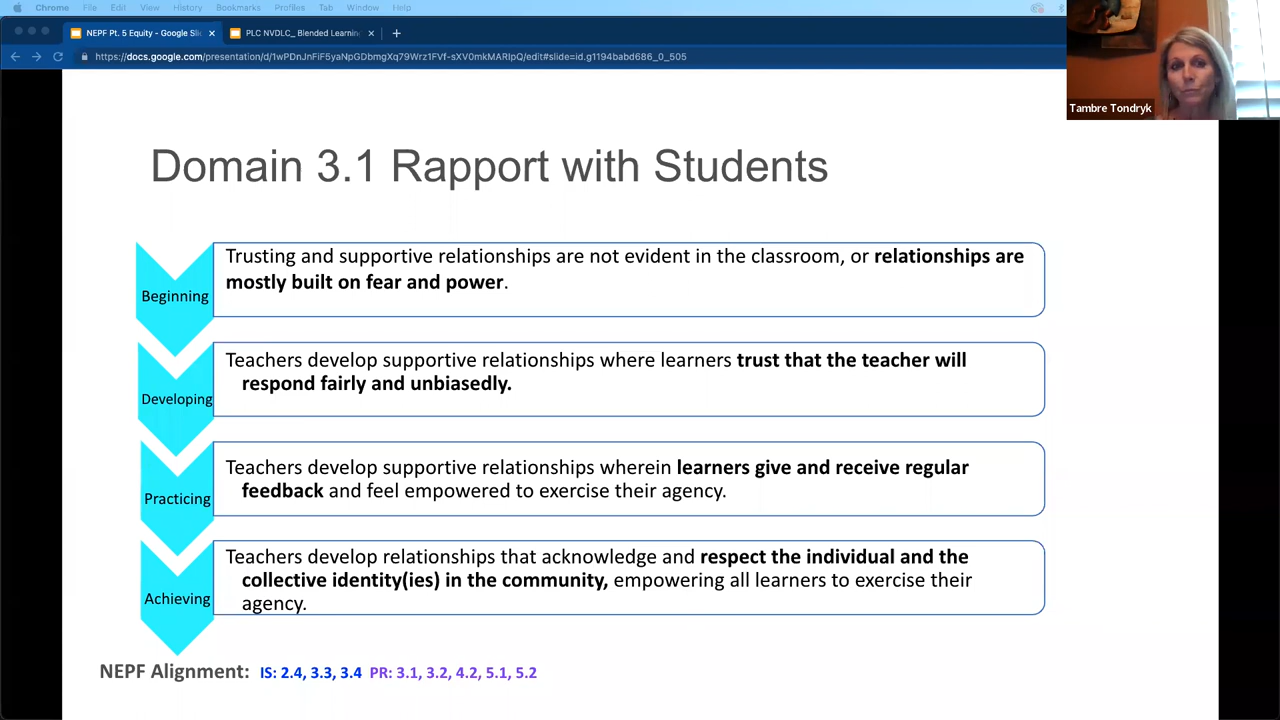 Chrome File Edit View History Bookmarks Profiles Tab Window Help
NEPF Pt. 5 Equity - Google Slid
PLC NVDLC_ Blended Learning
https://docs.google.com/presentation/d/1wPDnJnFiF5yaNpGDbmgXq79Wrz1FVf-sXV0mkMARIpQ/edit#slide=id.g1194babd686_0_505
Tambre Tondryk
Domain 3.1 Rapport with Students
Beginning
Trusting and supportive relationships are not evident in the classroom, or relationships are
mostly built on fear and power.
Developing
Teachers develop supportive relationships where learners trust that the teacher will
respond fairly and unbiasedly.
Practicing
Teachers develop supportive relationships wherein learners give and receive regular
feedback and feel empowered to exercise their agency.
Achieving
Teachers develop relationships that acknowledge and respect the individual and the
collective identity(ies) in the community, empowering all learners to exercise their
agency.
NEPF Alignment: IS: 2.4, 3.3, 3.4 PR: 3.1, 3.2, 4.2, 5.1, 5.2